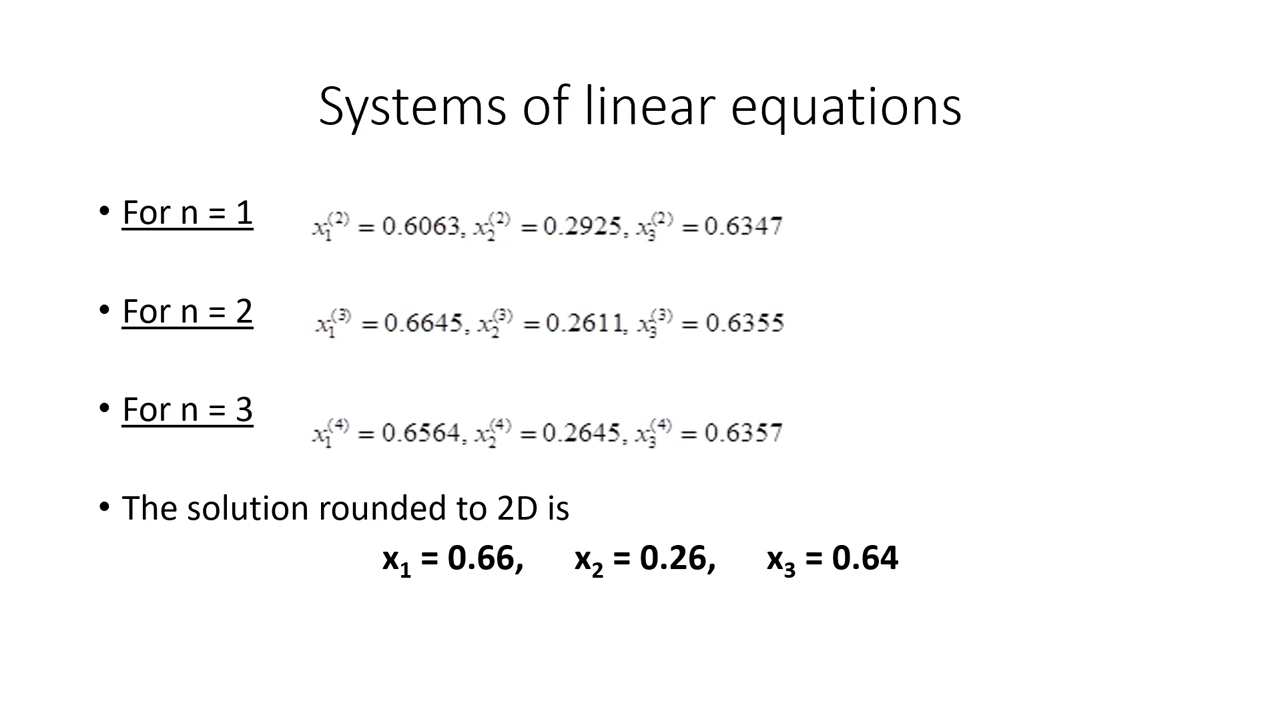 Systems of linear equations
• For n = 1 x₁⁽²⁾ = 0.6063, x₂⁽²⁾ = 0.2925, x₃⁽²⁾ = 0.6347
• For n = 2 x₁⁽³⁾ = 0.6645, x₂⁽³⁾ = 0.2611, x₃⁽³⁾ = 0.6355
• For n = 3 x₁⁽⁴⁾ = 0.6564, x₂⁽⁴⁾ = 0.2645, x₃⁽⁴⁾ = 0.6357
• The solution rounded to 2D is
x₁ = 0.66, x₂ = 0.26, x₃ = 0.64